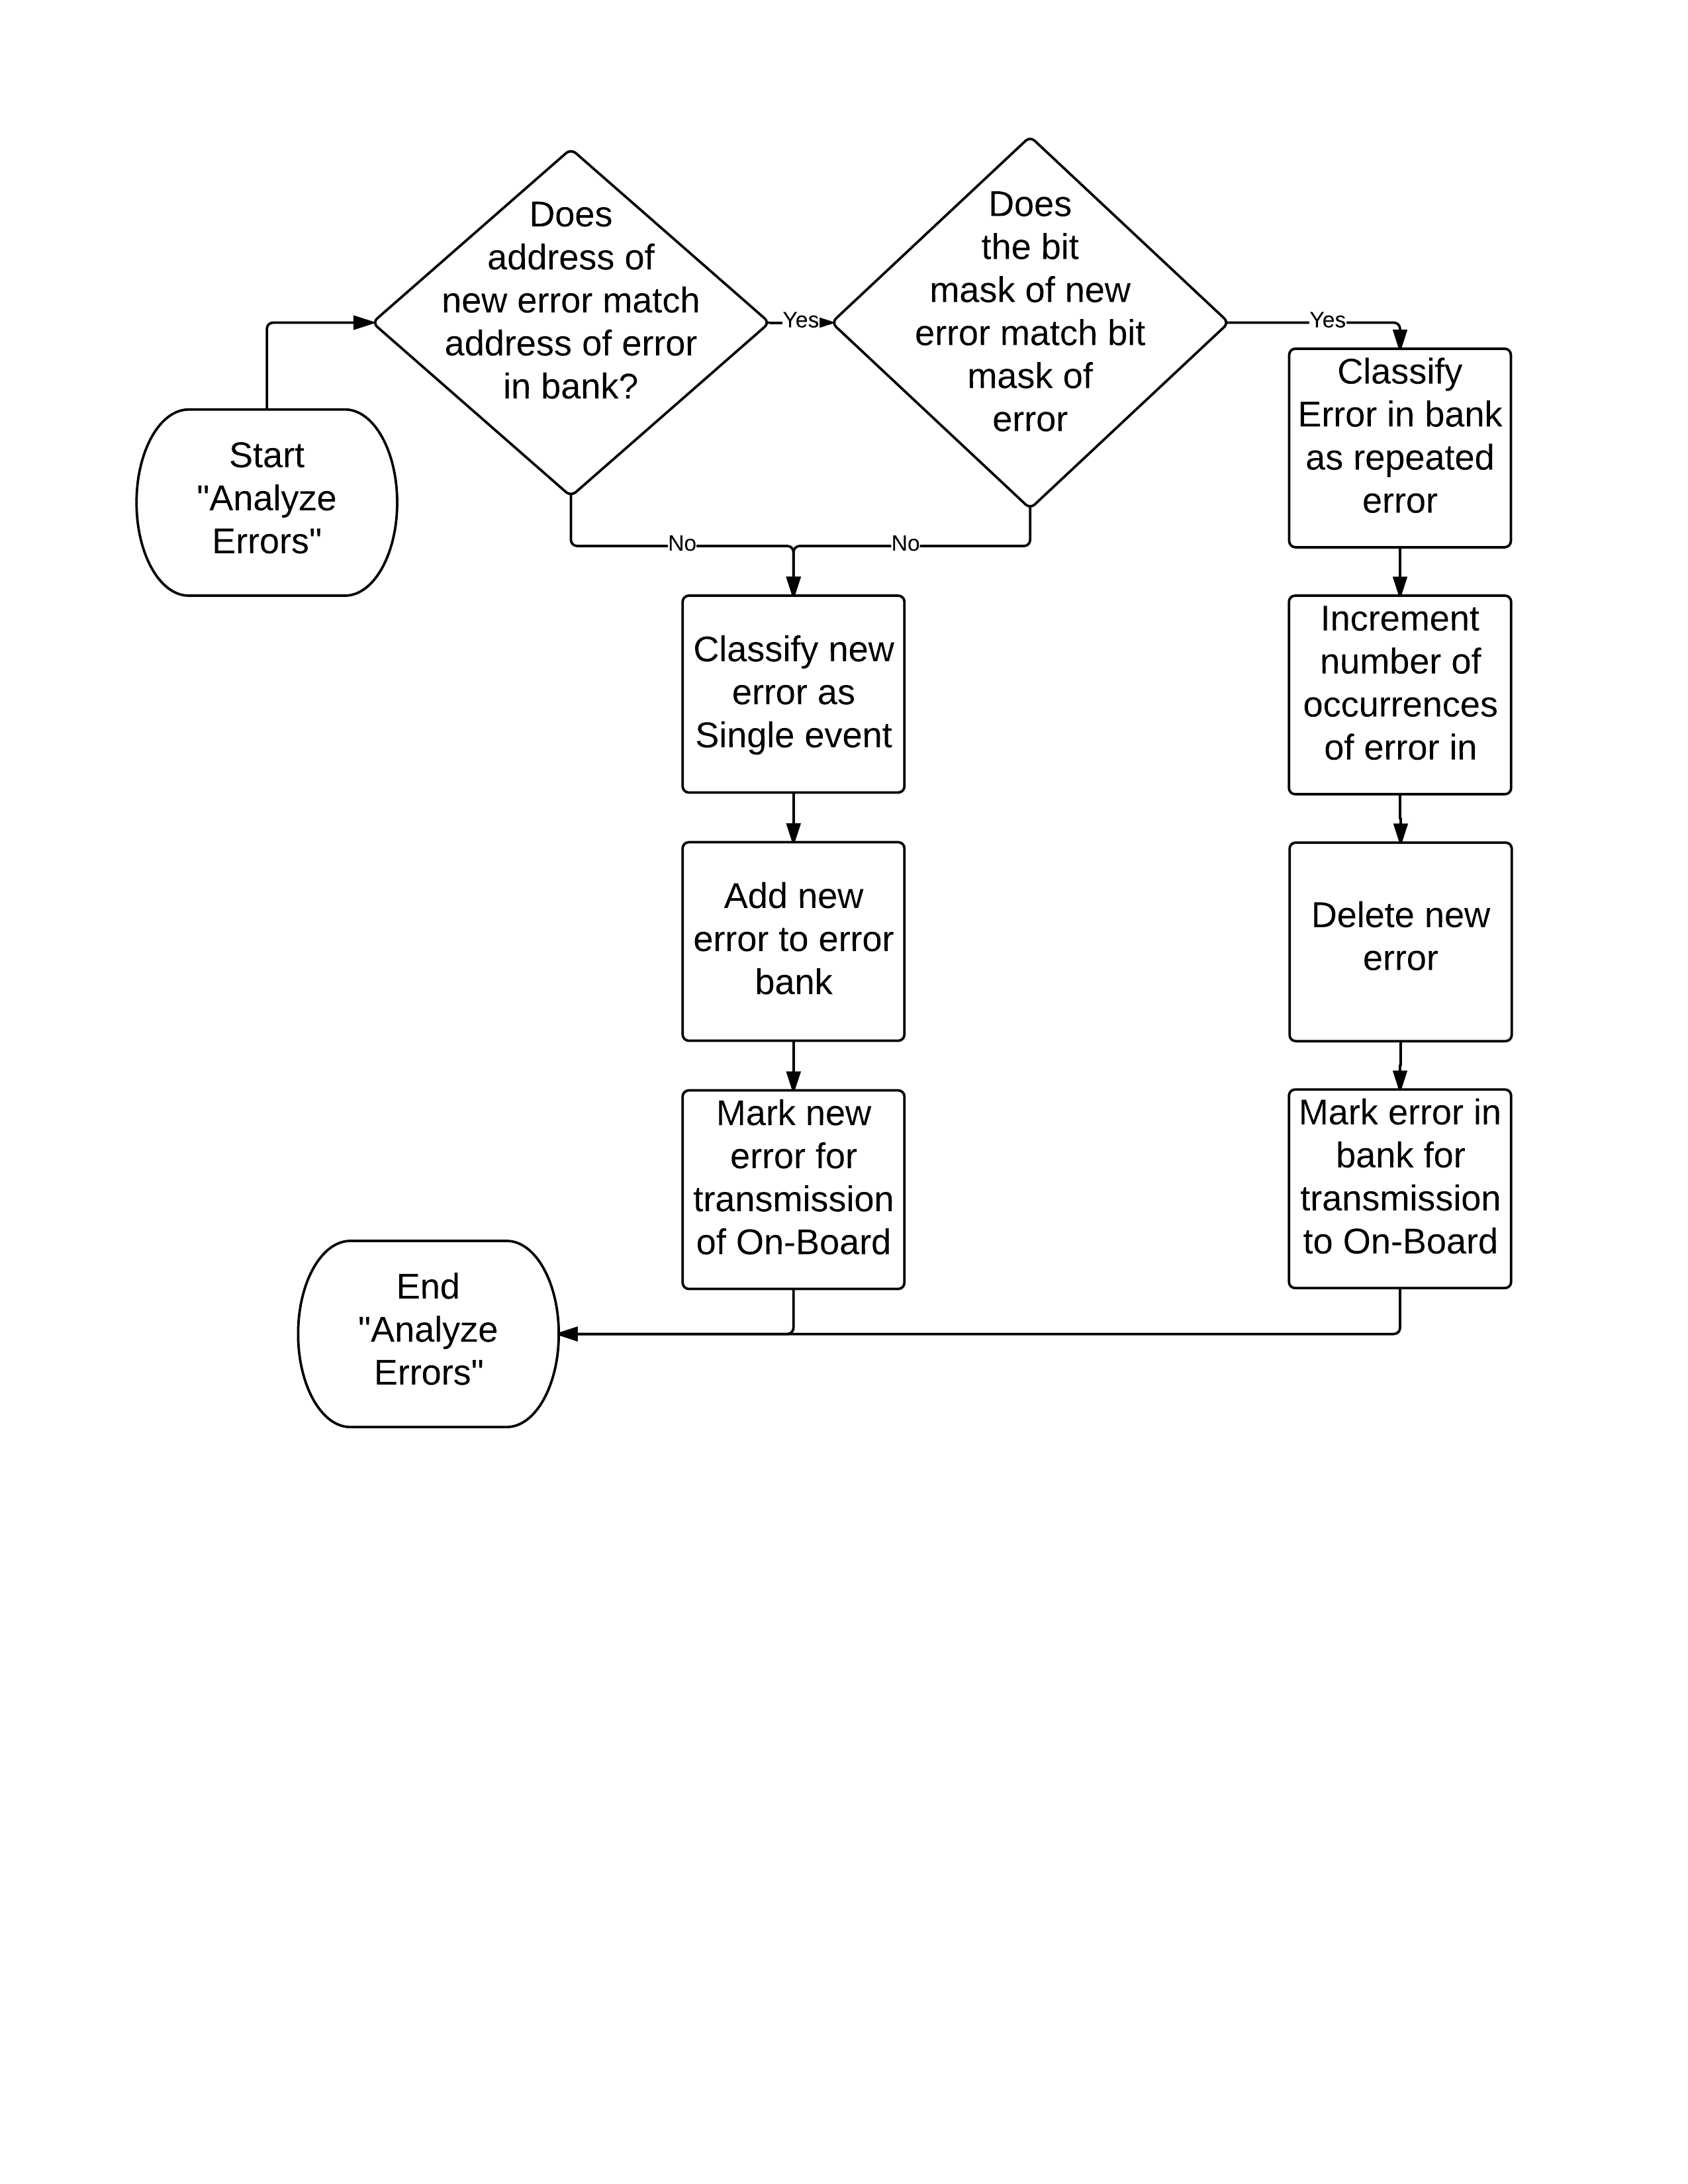 Does
address of
new error match
address of error
in bank?
Yes
Does
the bit
mask of new
error match bit
mask of
error
Yes
Classify
Error in bank
as repeated
error
Start
"Analyze
Errors"
No
No
Classify new
error as
Single event
Increment
number of
occurrences
of error in
Add new
error to error
bank
Delete new
error
Mark new
error for
transmission
of On-Board
Mark error in
bank for
transmission
to On-Board
End
"Analyze
Errors"